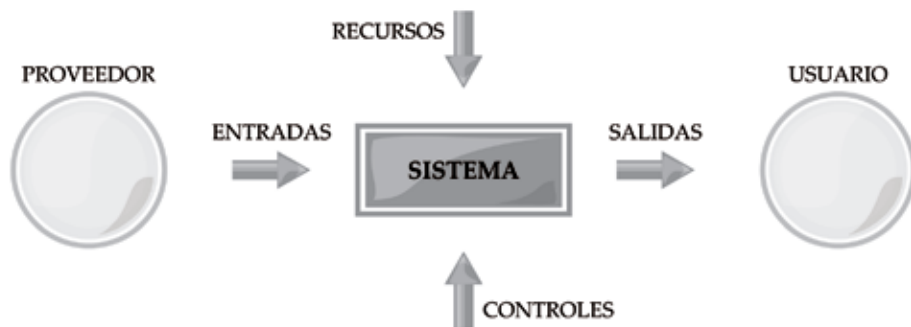 RECURSOS
PROVEEDOR
USUARIO
ENTRADAS
SALIDAS
SISTEMA
CONTROLES